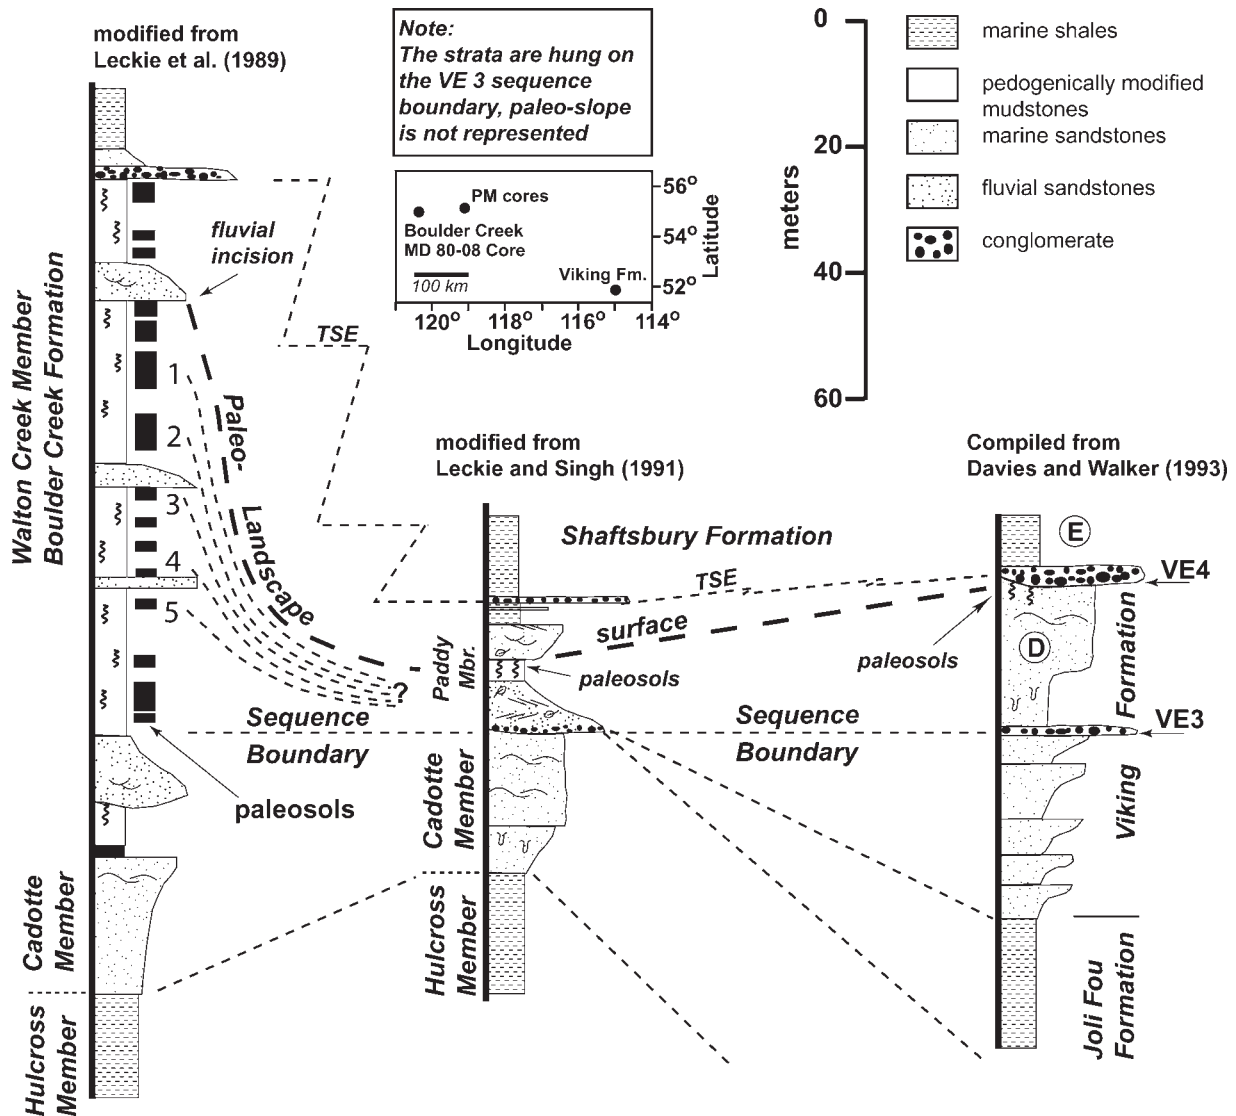 modified from
Leckie et al. (1989)
Note:
The strata are hung on
the VE 3 sequence
boundary, paleo-slope
is not represented
PM cores
Boulder Creek
MD 80-08 Core
Viking Fm.
100 km
56°
54°
52°
Latitude
120°
118°
116°
114°
Longitude
0
20
40
60
meters
marine shales
pedogenically modified
mudstones
marine sandstones
fluvial sandstones
conglomerate
Walton Creek Member
Boulder Creek Formation
fluvial
incision
TSE
1
2
3
4
5
Paleo-
Landscape
?
Sequence
Boundary
paleosols
Cadotte
Member
Hulcross
Member
modified from
Leckie and Singh (1991)
Shaftsbury Formation
TSE
surface
Paddy
Mbr.
paleosols
Cadotte
Member
Hulcross
Member
Sequence
Boundary
Compiled from
Davies and Walker (1993)
E
VE4
D
paleosols
VE3
Viking
Formation
Joli Fou
Formation